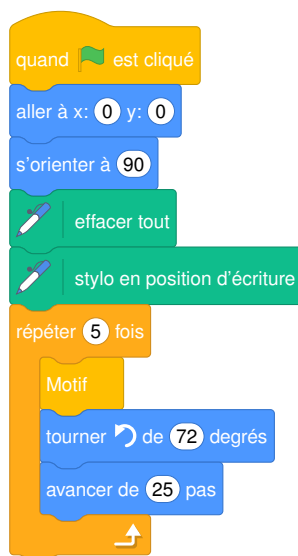 quand est cliqué
aller à x: 0 y: 0
s'orienter à 90
effacer tout
stylo en position d'écriture
répéter 5 fois
Motif
tourner de 72 degrés
avancer de 25 pas